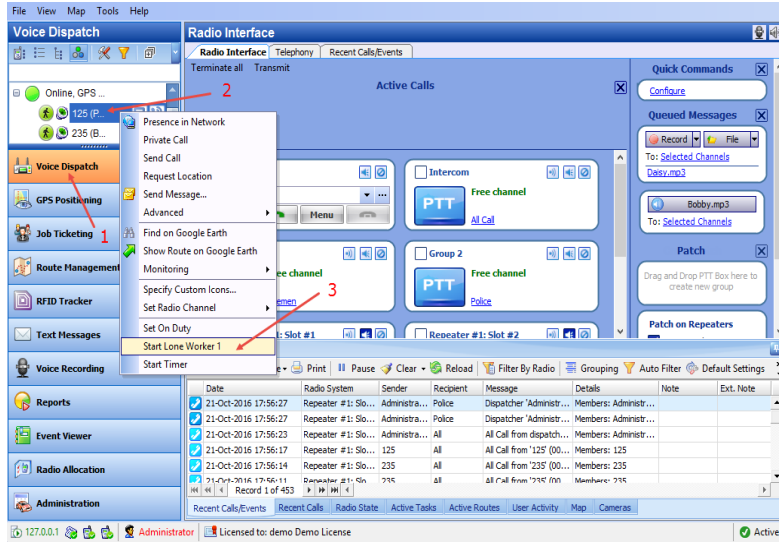 File View Map Tools Help
Voice Dispatch
Radio Interface
Radio Interface Telephony Recent Calls/Events
Terminate all Transmit
Active Calls
Quick Commands
Configure
Queued Messages
Record File
To: Selected Channels
Daisy.mp3
Bobby.mp3
To: Selected Channels
Patch
Drag and Drop PTT Box here to
create new group
Patch on Repeaters
Online, GPS ...
125 (P...
235 (B...
2
Voice Dispatch
GPS Positioning
1
Job Ticketing
Route Management
RFID Tracker
Text Messages
Voice Recording
Reports
Event Viewer
Radio Allocation
Administration
Presence in Network
Private Call
Send Call
Request Location
Send Message...
Advanced
Find on Google Earth
Show Route on Google Earth
Monitoring
Specify Custom Icons...
Set Radio Channel
Set On Duty
Start Lone Worker 1
Start Timer
3
Menu
Intercom
Free channel
PTT
All Call
ee channel
emen
Group 2
Free channel
PTT
Police
: Slot #1
Repeater #1: Slot #2
Print Pause Clear Reload Filter By Radio Grouping Auto Filter Default Settings
Date Radio System Sender Recipient Message Details Note Ext. Note
21-Oct-2016 17:56:27 Repeater #1: Slo... Administra... Police Dispatcher 'Administr... Members: Administr...
21-Oct-2016 17:56:27 Repeater #1: Slo... Administra... Police Dispatcher 'Administr... Members: Administr...
21-Oct-2016 17:56:23 Repeater #1: Slo... Administra... All All Call from dispatch... Members: Administr...
21-Oct-2016 17:56:17 Repeater #1: Slo... 125 All All Call from '125' (00... Members: 125
21-Oct-2016 17:56:14 Repeater #1: Slo... 235 All All Call from '235' (00... Members: 235
21-Oct-2016 17:56:11 Repeater #1: Slo... 235 All All Call from '235' (00... Members: 235
Record 1 of 453
Recent Calls/Events Recent Calls Radio State Active Tasks Active Routes User Activity Map Cameras
127.0.0.1 Administrator Licensed to: demo Demo License Active